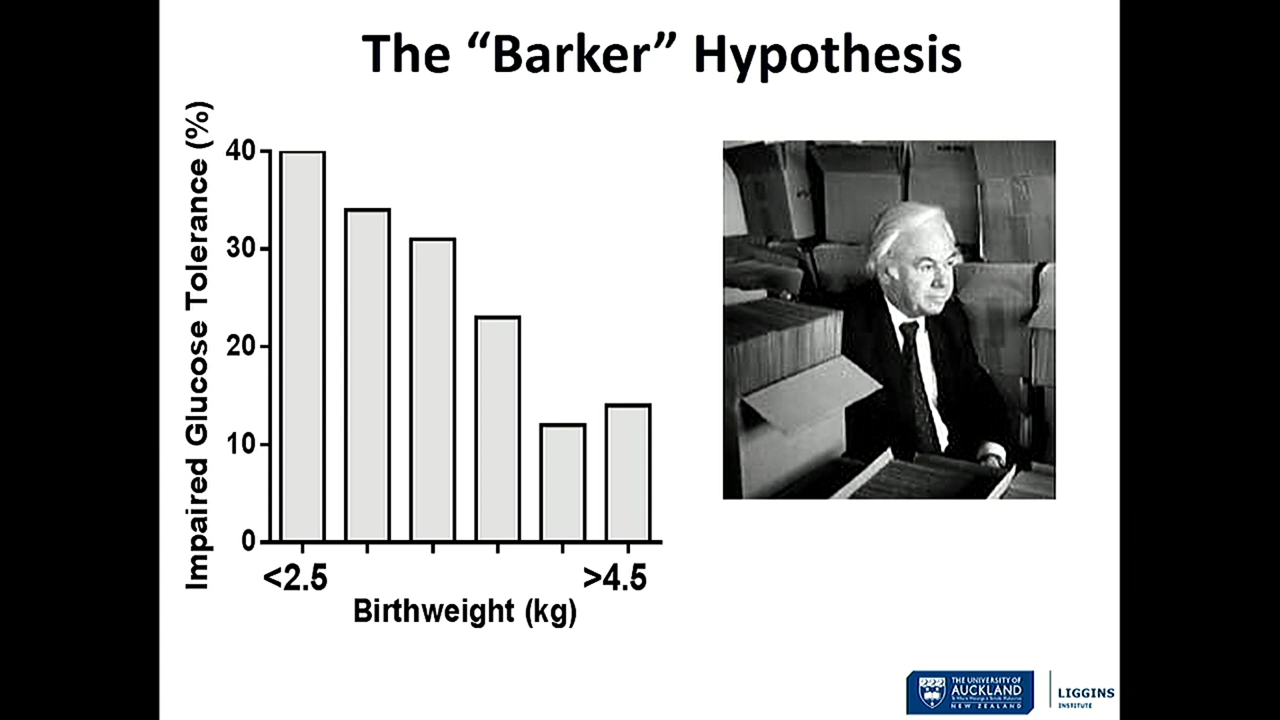 The “Barker” Hypothesis
Impaired Glucose Tolerance (%)
40
30
20
10
0
<2.5
>4.5
Birthweight (kg)
THE UNIVERSITY OF
AUCKLAND
NEW ZEALAND
LIGGINS
INSTITUTE